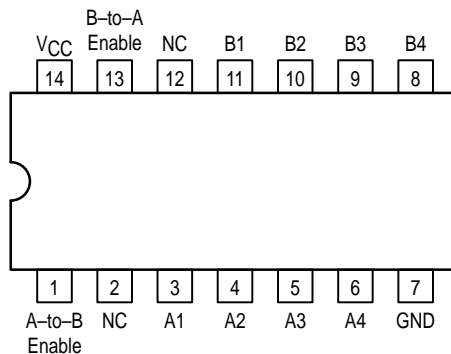 B–to–A
VCC Enable NC B1 B2 B3 B4
14 13 12 11 10 9 8
1 2 3 4 5 6 7
A–to–B NC A1 A2 A3 A4 GND
Enable